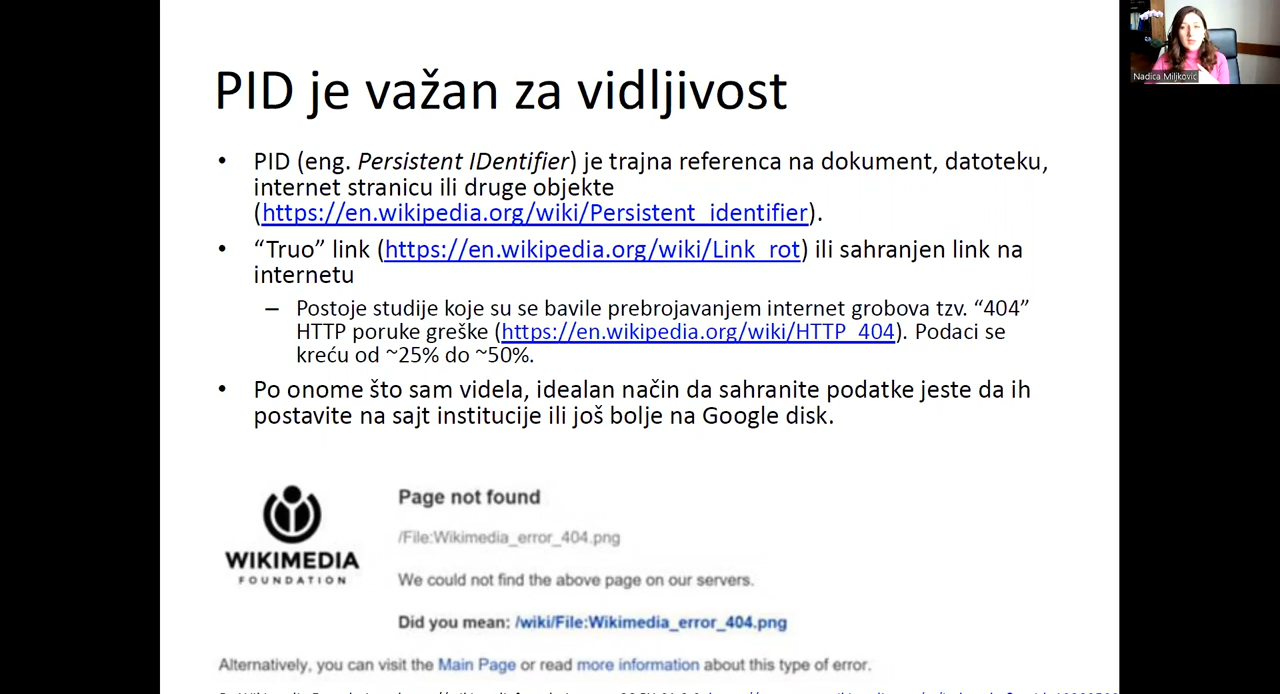 PID je važan za vidljivost
• PID (eng. Persistent IDentifier) je trajna referenca na dokument, datoteku,
internet stranicu ili druge objekte
(https://en.wikipedia.org/wiki/Persistent_identifier).
• “Truo” link (https://en.wikipedia.org/wiki/Link_rot) ili sahranjen link na
internetu
– Postoje studije koje su se bavile prebrojavanjem internet grobova tzv. “404”
HTTP poruke greške (https://en.wikipedia.org/wiki/HTTP_404). Podaci se
kreću od ~25% do ~50%.
• Po onome što sam videla, idealan način da sahranite podatke jeste da ih
postavite na sajt institucije ili još bolje na Google disk.
WIKIMEDIA
FOUNDATION
Page not found
/File:Wikimedia_error_404.png
We could not find the above page on our servers.
Did you mean: /wiki/File:Wikimedia_error_404.png
Alternatively, you can visit the Main Page or read more information about this type of error.
Nadica Miljkovic